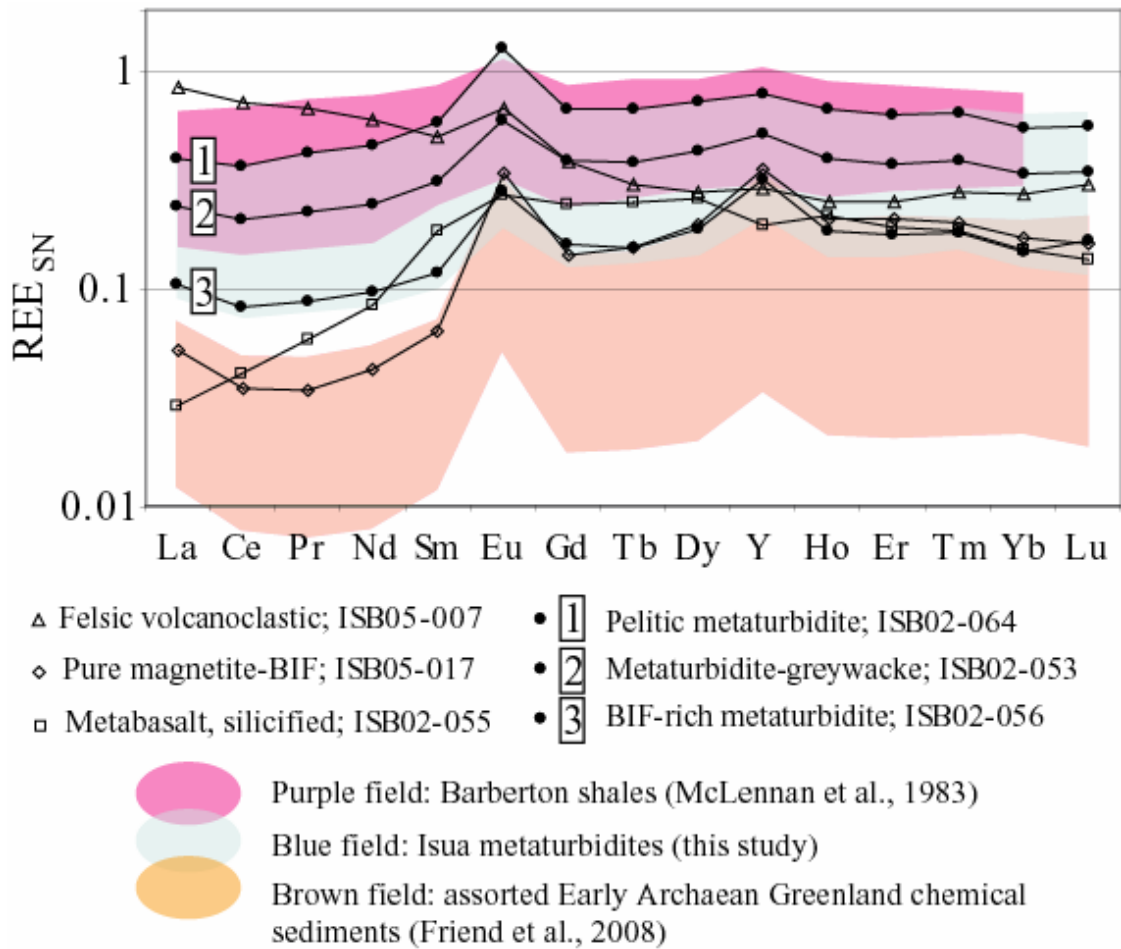 1
0.1
0.01
REE SN
1
2
3
La Ce Pr Nd Sm Eu Gd Tb Dy Y Ho Er Tm Yb Lu
Felsic volcanoclastic; ISB05-007
Pure magnetite-BIF; ISB05-017
Metabasalt, silicified; ISB02-055
1 Pelitic metaturbidite; ISB02-064
2 Metaturbidite-greywacke; ISB02-053
3 BIF-rich metaturbidite; ISB02-056
Purple field: Barberton shales (McLennan et al., 1983)
Blue field: Isua metaturbidites (this study)
Brown field: assorted Early Archaean Greenland chemical
sediments (Friend et al., 2008)